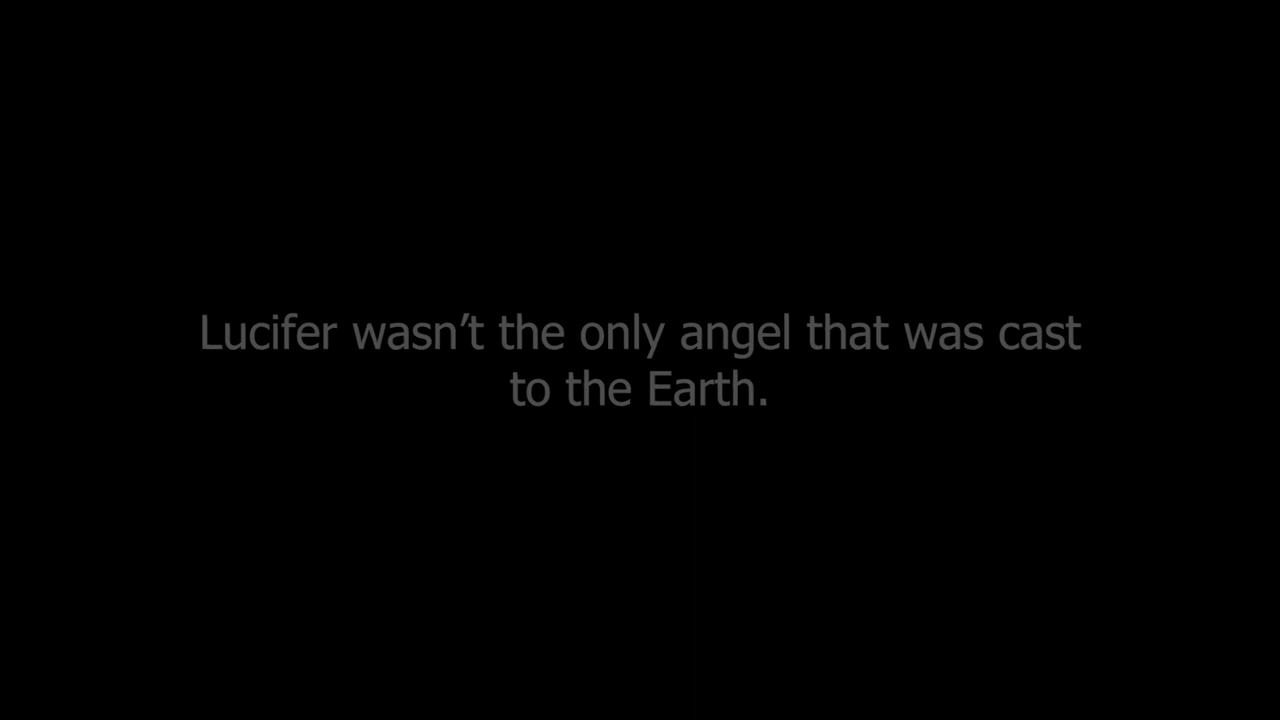 Lucifer wasn’t the only angel that was cast
to the Earth.